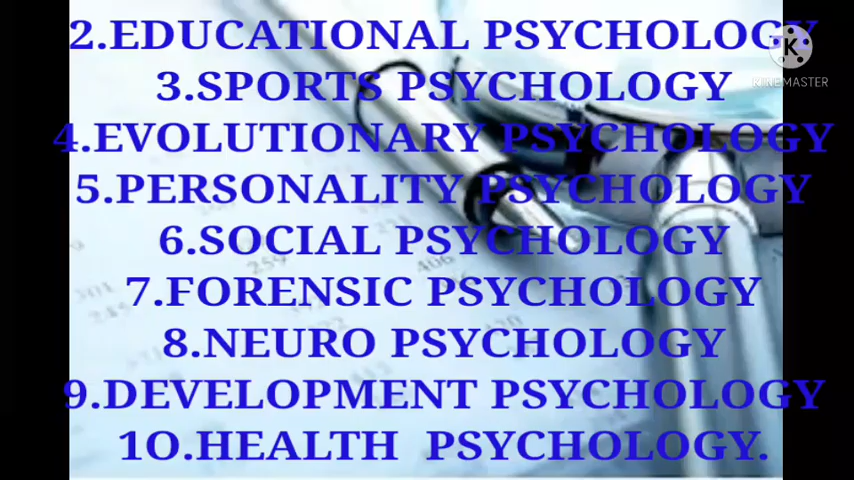 2.EDUCATIONAL PSYCHOLOGY
KINEMASTER
3.SPORTS PSYCHOLOGY
4.EVOLUTIONARY PSYCHOLOGY
5.PERSONALITY PSYCHOLOGY
6.SOCIAL PSYCHOLOGY
7.FORENSIC PSYCHOLOGY
8.NEURO PSYCHOLOGY
9.DEVELOPMENT PSYCHOLOGY
1O.HEALTH PSYCHOLOGY.